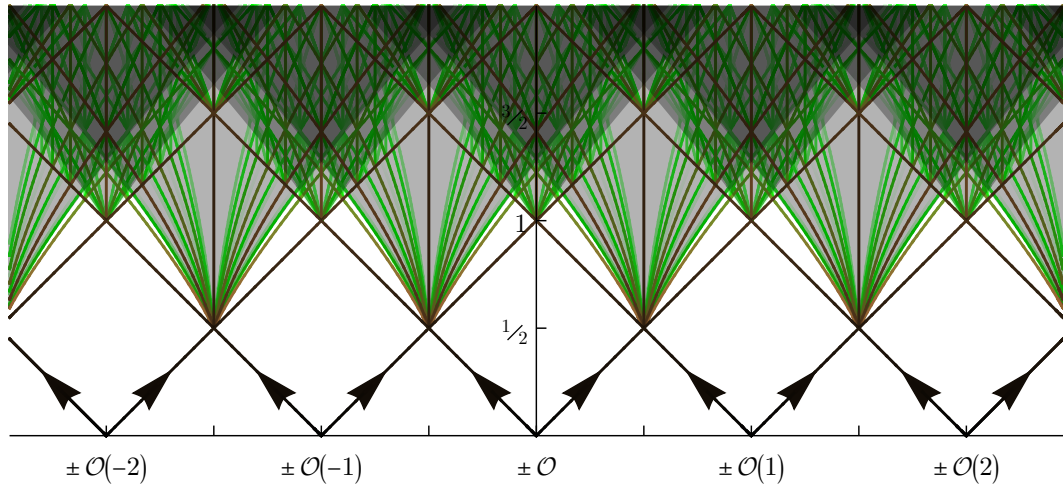 3/2
1
1/2
± 𝒪(−2) ± 𝒪(−1) ± 𝒪 ± 𝒪(1) ± 𝒪(2)